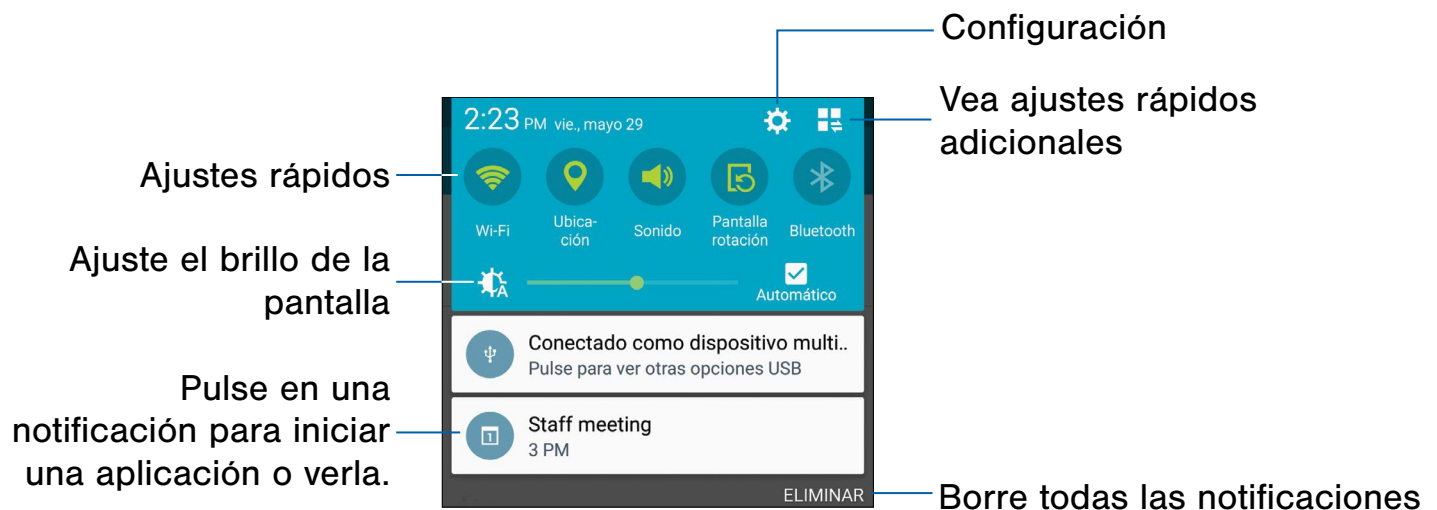 Configuración
Vea ajustes rápidos
adicionales
2:23 PM vie., mayo 29
Ajustes rápidos
Wi-Fi
Ubica-
ción
Sonido
Pantalla
rotación
Bluetooth
Ajuste el brillo de la
pantalla
A
Automático
Conectado como dispositivo multi..
Pulse para ver otras opciones USB
Pulse en una
notificación para iniciar
una aplicación o verla.
1
Staff meeting
3 PM
ELIMINAR
Borre todas las notificaciones